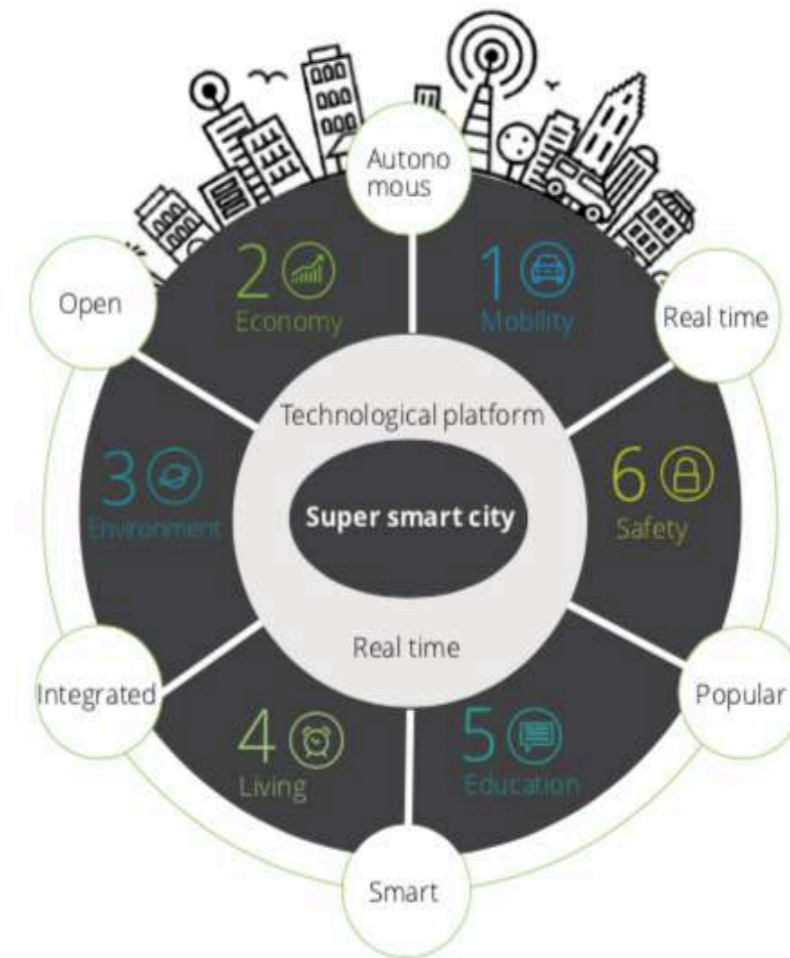 Autono
mous
2
Economy
1
Mobility
Open
Real time
Technological platform
3
Environment
Super smart city
6
Safety
Real time
Integrated
Popular
4
Living
5
Education
Smart